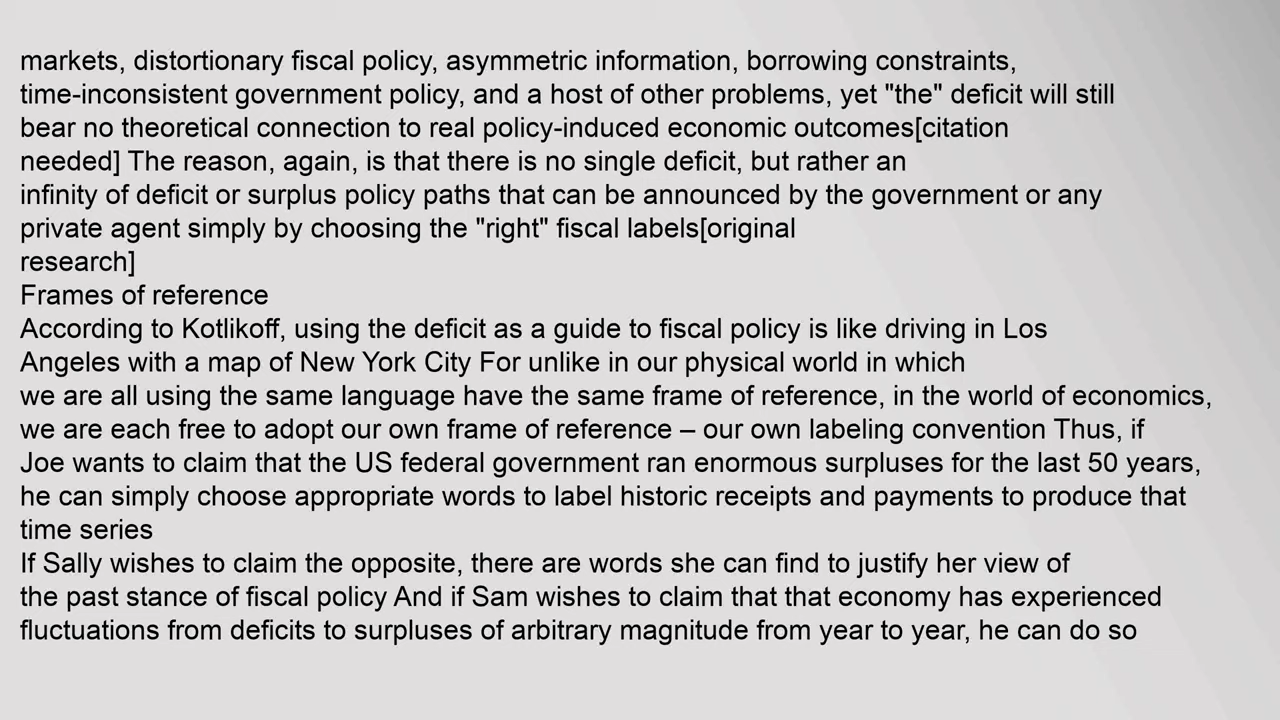 markets, distortionary fiscal policy, asymmetric information, borrowing constraints,
time-inconsistent government policy, and a host of other problems, yet "the" deficit will still
bear no theoretical connection to real policy-induced economic outcomes[citation
needed] The reason, again, is that there is no single deficit, but rather an
infinity of deficit or surplus policy paths that can be announced by the government or any
private agent simply by choosing the "right" fiscal labels[original
research]
Frames of reference
According to Kotlikoff, using the deficit as a guide to fiscal policy is like driving in Los
Angeles with a map of New York City For unlike in our physical world in which
we are all using the same language have the same frame of reference, in the world of economics,
we are each free to adopt our own frame of reference – our own labeling convention Thus, if
Joe wants to claim that the US federal government ran enormous surpluses for the last 50 years,
he can simply choose appropriate words to label historic receipts and payments to produce that
time series
If Sally wishes to claim the opposite, there are words she can find to justify her view of
the past stance of fiscal policy And if Sam wishes to claim that that economy has experienced
fluctuations from deficits to surpluses of arbitrary magnitude from year to year, he can do so